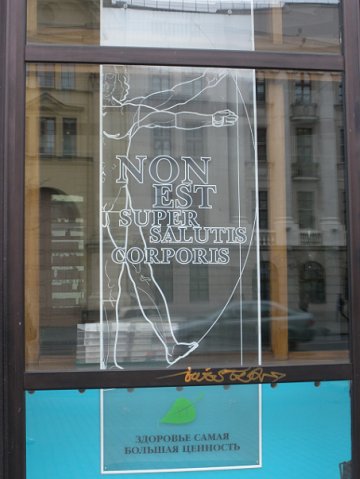 NON
EST
SUPER
SALUTIS
CORPORIS
ЗДОРОВЬЕ САМАЯ
БОЛЬШАЯ ЦЕННОСТЬ